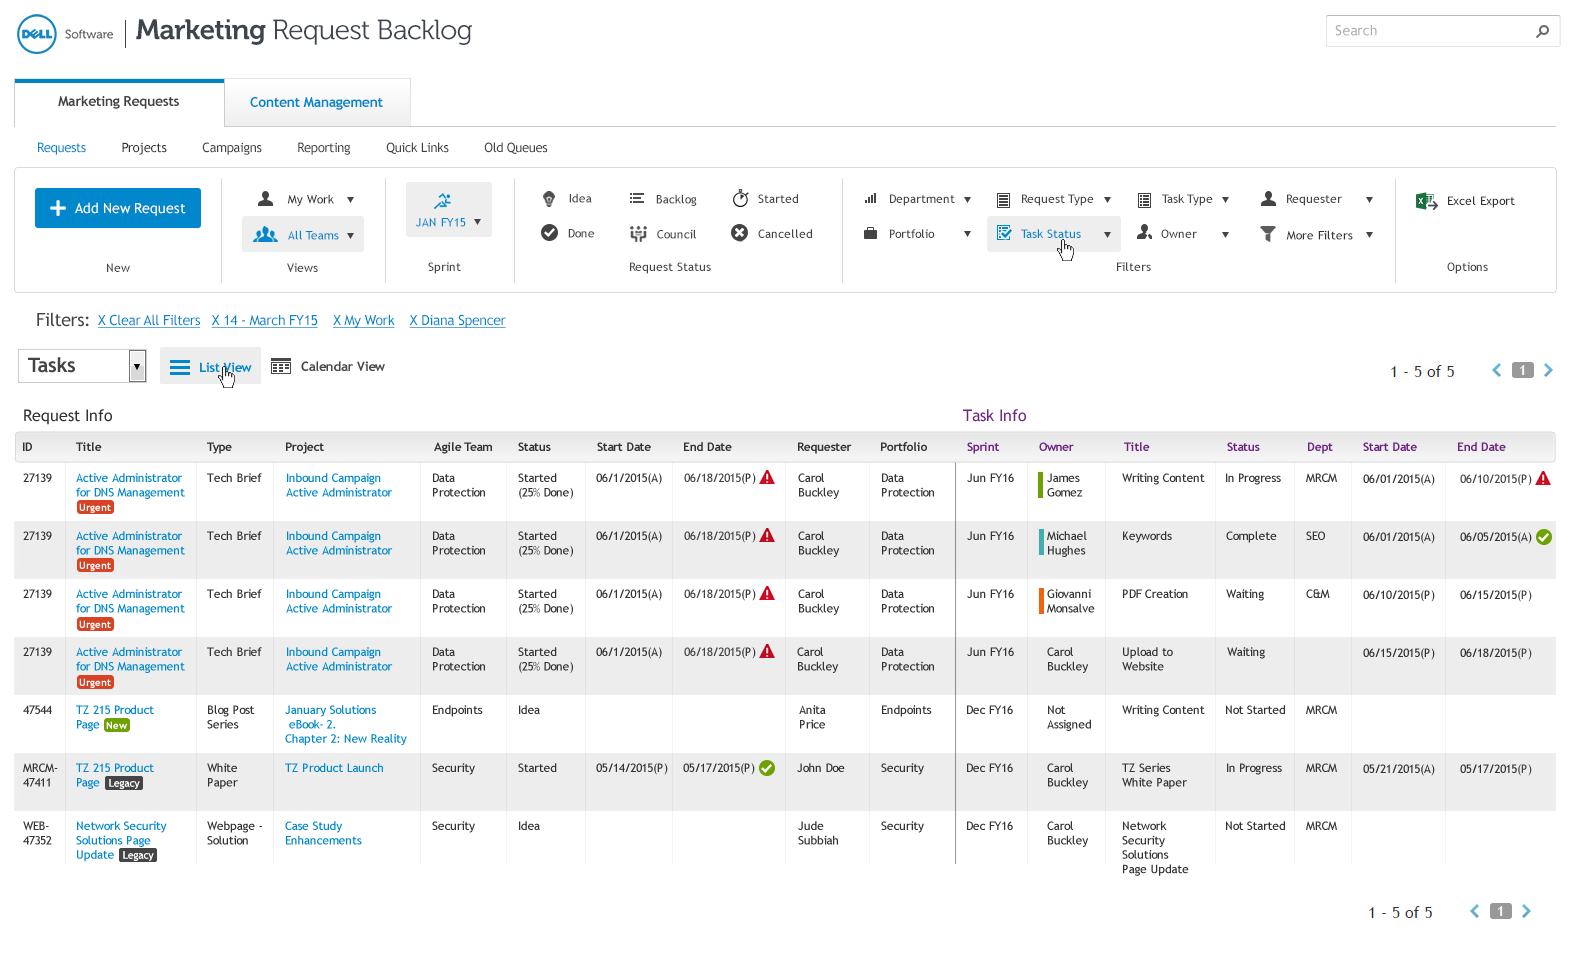 DELL Software | Marketing Request Backlog
Search
Marketing Requests Content Management
Requests Projects Campaigns Reporting Quick Links Old Queues
Add New Request
New
My Work
All Teams
Views
JAN FY15
Sprint
Idea Backlog Started
Done Council Cancelled
Request Status
Department Request Type Task Type Requester
Portfolio Task Status Owner More Filters
Filters
Excel Export
Options
Filters: X Clear All Filters X 14 - March FY15 X My Work X Diana Spencer
Tasks List View Calendar View
1 - 5 of 5 1
Request Info Task Info
ID Title Type Project Agile Team Status Start Date End Date Requester Portfolio Sprint Owner Title Status Dept Start Date End Date
27139 Active Administrator Tech Brief Inbound Campaign Data Started 06/1/2015(A) 06/18/2015(P) Carol Data Jun FY16 James Writing Content In Progress MRCM 06/01/2015(A) 06/10/2015(P)
for DNS Management Active Administrator Protection (25% Done) Buckley Protection Gomez
Urgent
27139 Active Administrator Tech Brief Inbound Campaign Data Started 06/1/2015(A) 06/18/2015(P) Carol Data Jun FY16 Michael Keywords Complete SEO 06/01/2015(A) 06/05/2015(A)
for DNS Management Active Administrator Protection (25% Done) Buckley Protection Hughes
Urgent
27139 Active Administrator Tech Brief Inbound Campaign Data Started 06/1/2015(A) 06/18/2015(P) Carol Data Jun FY16 Giovanni PDF Creation Waiting C&M 06/10/2015(P) 06/15/2015(P)
for DNS Management Active Administrator Protection (25% Done) Buckley Protection Monsalve
Urgent
27139 Active Administrator Tech Brief Inbound Campaign Data Started 06/1/2015(A) 06/18/2015(P) Carol Data Jun FY16 Carol Upload to Waiting 06/15/2015(P) 06/18/2015(P)
for DNS Management Active Administrator Protection (25% Done) Buckley Protection Buckley Website
Urgent
47544 TZ 215 Product Blog Post January Solutions Endpoints Idea Anita Endpoints Dec FY16 Not Writing Content Not Started MRCM
Page New Series eBook- 2. Price Assigned
Chapter 2: New Reality
MRCM- TZ 215 Product White TZ Product Launch Security Started 05/14/2015(P) 05/17/2015(P) John Doe Security Dec FY16 Carol TZ Series In Progress MRCM 05/21/2015(A) 05/17/2015(P)
47411 Page Legacy Paper Buckley White Paper
WEB- Network Security Webpage - Case Study Security Idea Jude Security Dec FY16 Carol Network Not Started MRCM
47352 Solutions Page Solution Enhancements Subbiah Buckley Security
Update Legacy Solutions
Page Update
1 - 5 of 5 1